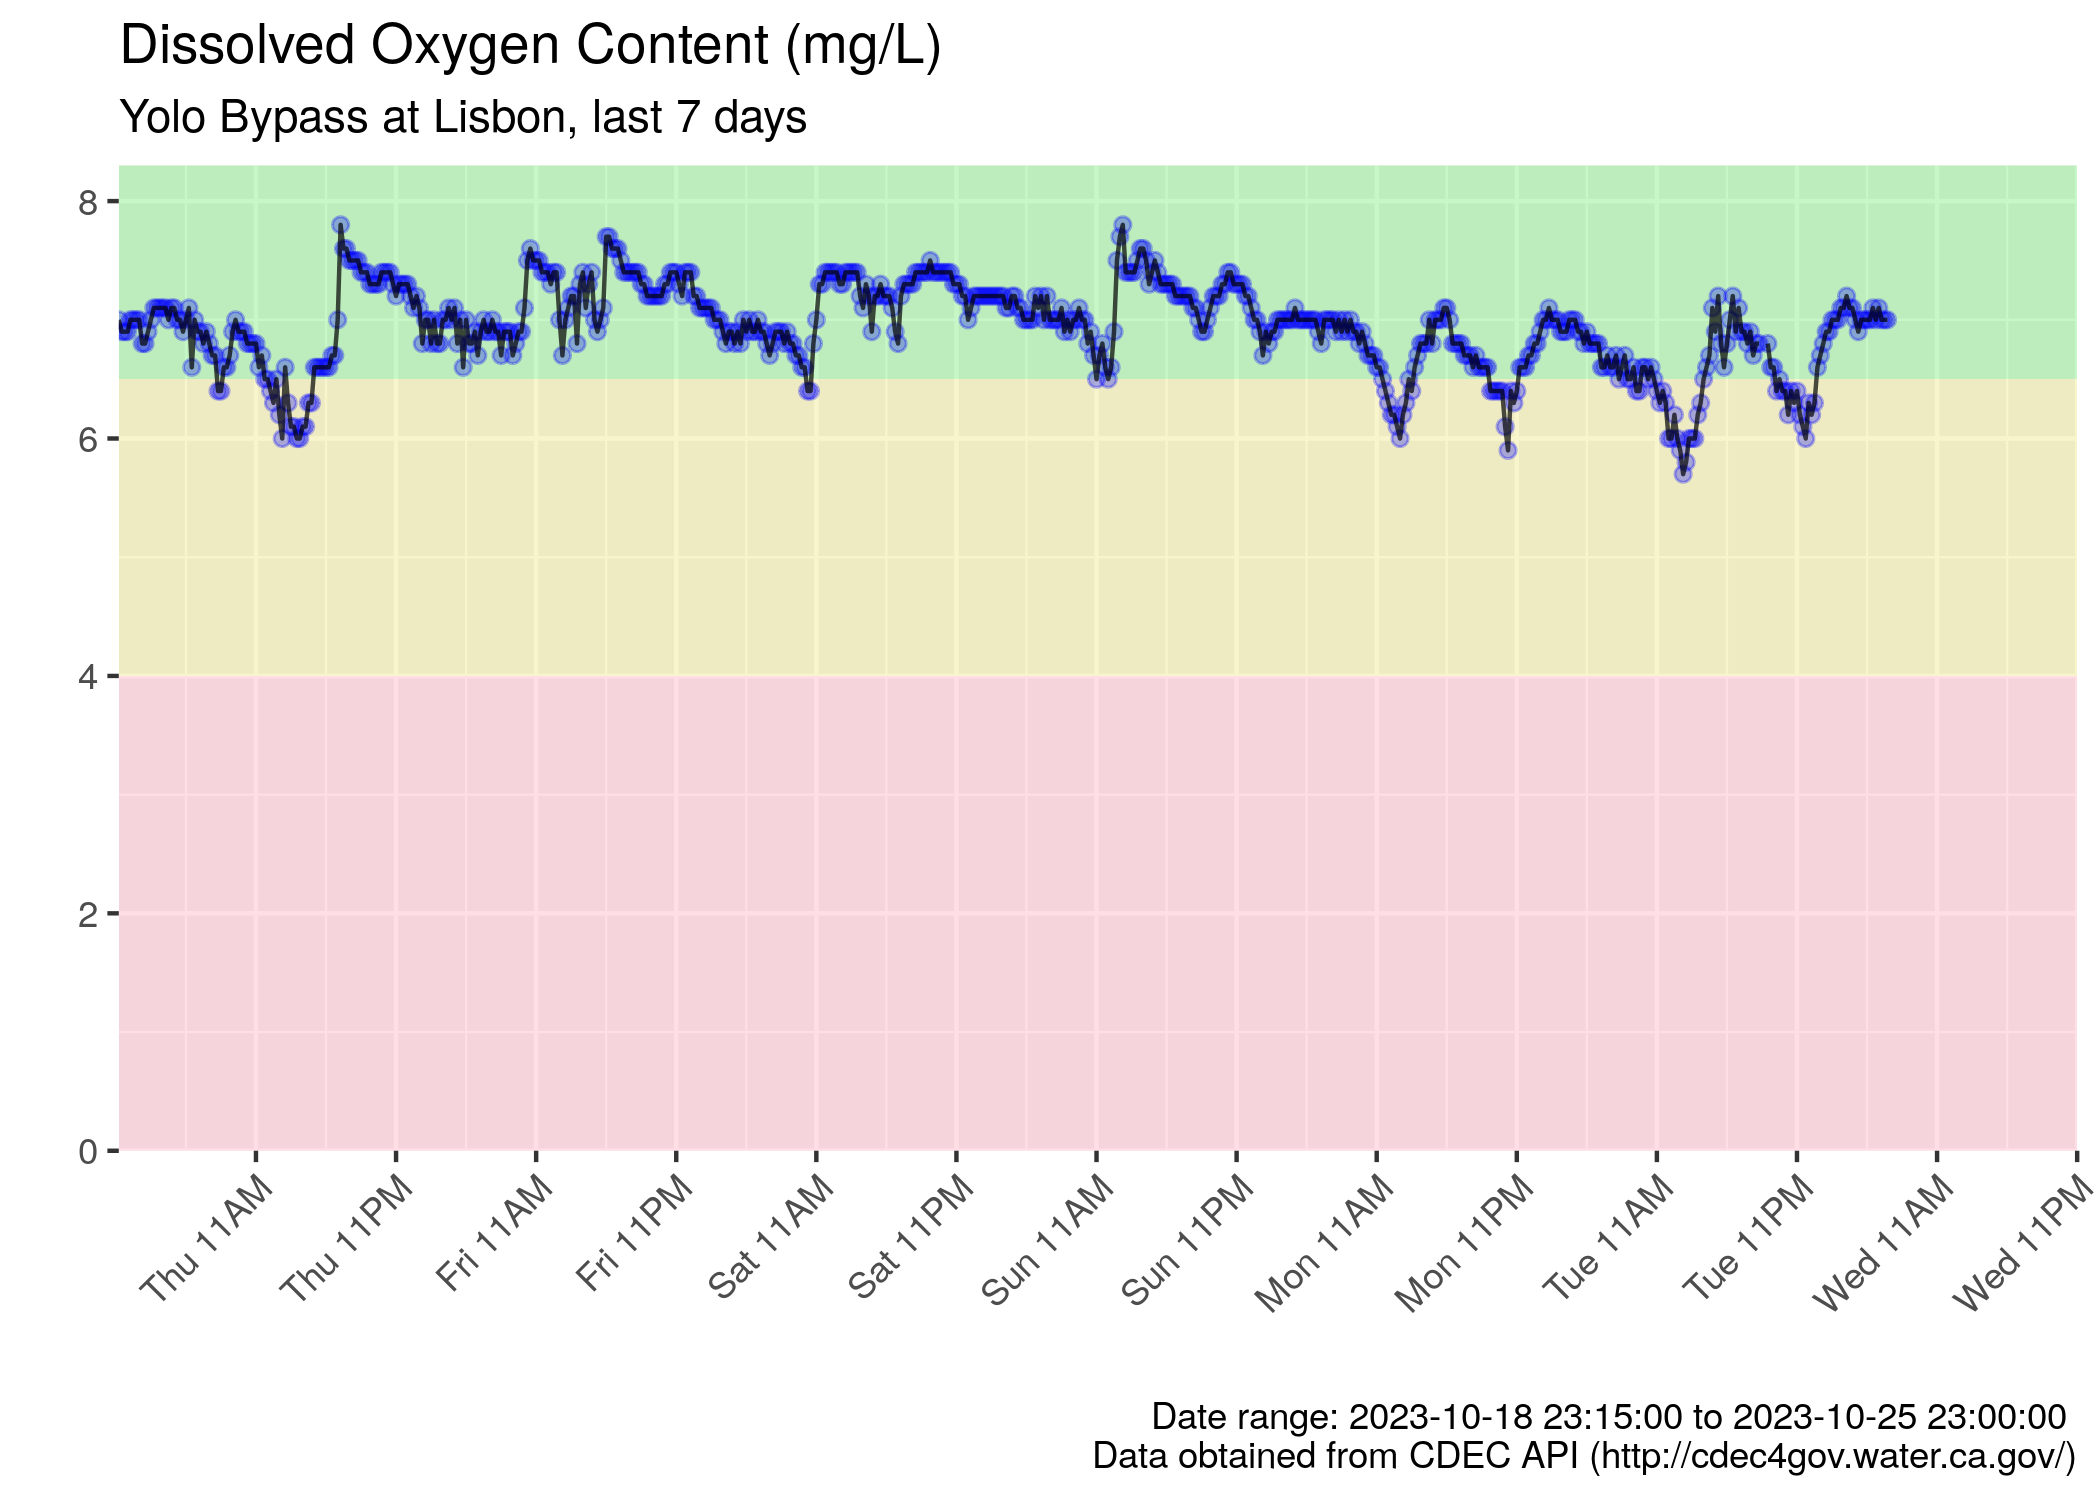 Dissolved Oxygen Content (mg/L)
Yolo Bypass at Lisbon, last 7 days
8
6
4
2
0
Thu 11AM
Thu 11PM
Fri 11AM
Fri 11PM
Sat 11AM
Sat 11PM
Sun 11AM
Sun 11PM
Mon 11AM
Mon 11PM
Tue 11AM
Tue 11PM
Wed 11AM
Wed 11PM
Date range: 2023-10-18 23:15:00 to 2023-10-25 23:00:00
Data obtained from CDEC API (http://cdec4gov.water.ca.gov/)